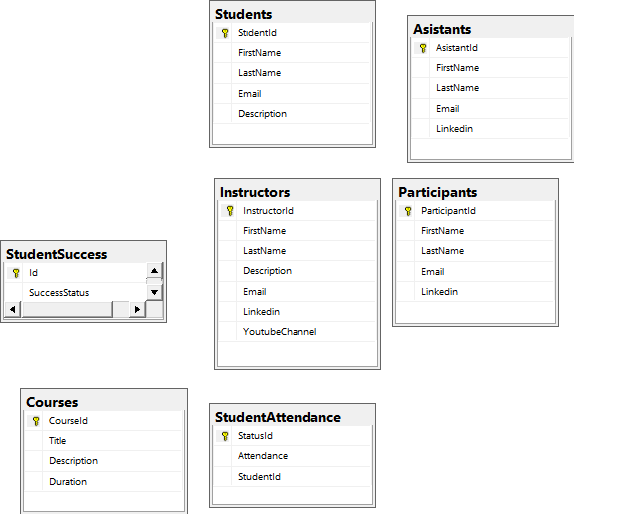 Students
StidentId
FirstName
LastName
Email
Description
Asistants
AsistantId
FirstName
LastName
Email
Linkedin
Instructors
InstructorId
FirstName
LastName
Description
Email
Linkedin
YoutubeChannel
Participants
ParticipantId
FirstName
LastName
Email
Linkedin
StudentSuccess
Id
SuccessStatus
Courses
CourseId
Title
Description
Duration
StudentAttendance
StatusId
Attendance
StudentId